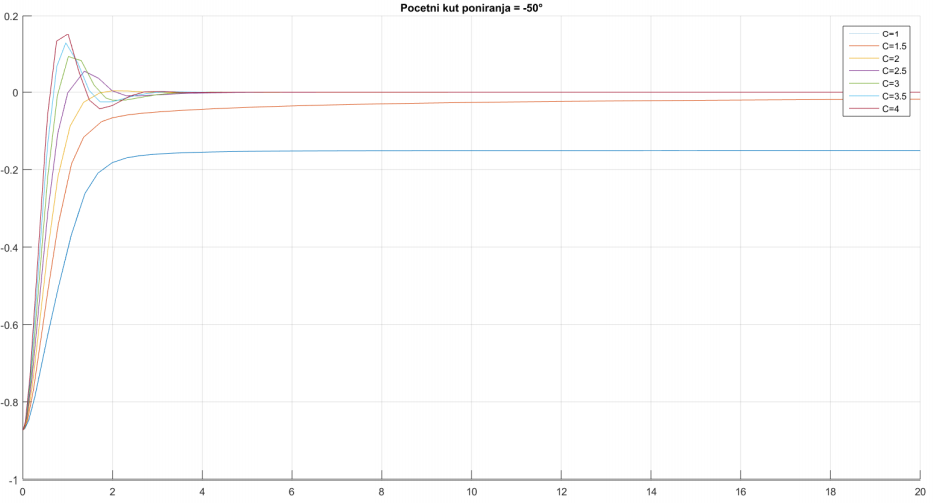 Pocetni kut poniranja = -50°
0.2
0
-0.2
-0.4
-0.6
-0.8
-1
C=1
C=1.5
C=2
C=2.5
C=3
C=3.5
C=4
0 2 4 6 8 10 12 14 16 18 20